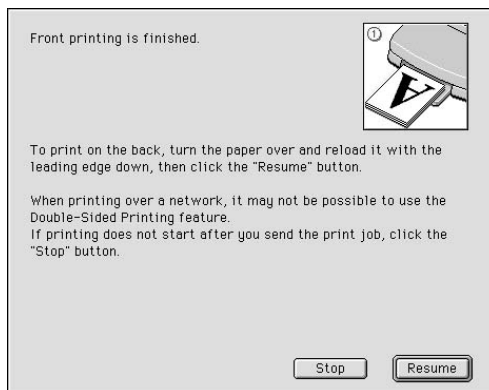 Front printing is finished.
①
A
To print on the back, turn the paper over and reload it with the
leading edge down, then click the "Resume" button.
When printing over a network, it may not be possible to use the
Double-Sided Printing feature.
If printing does not start after you send the print job, click the
"Stop" button.
Stop
Resume